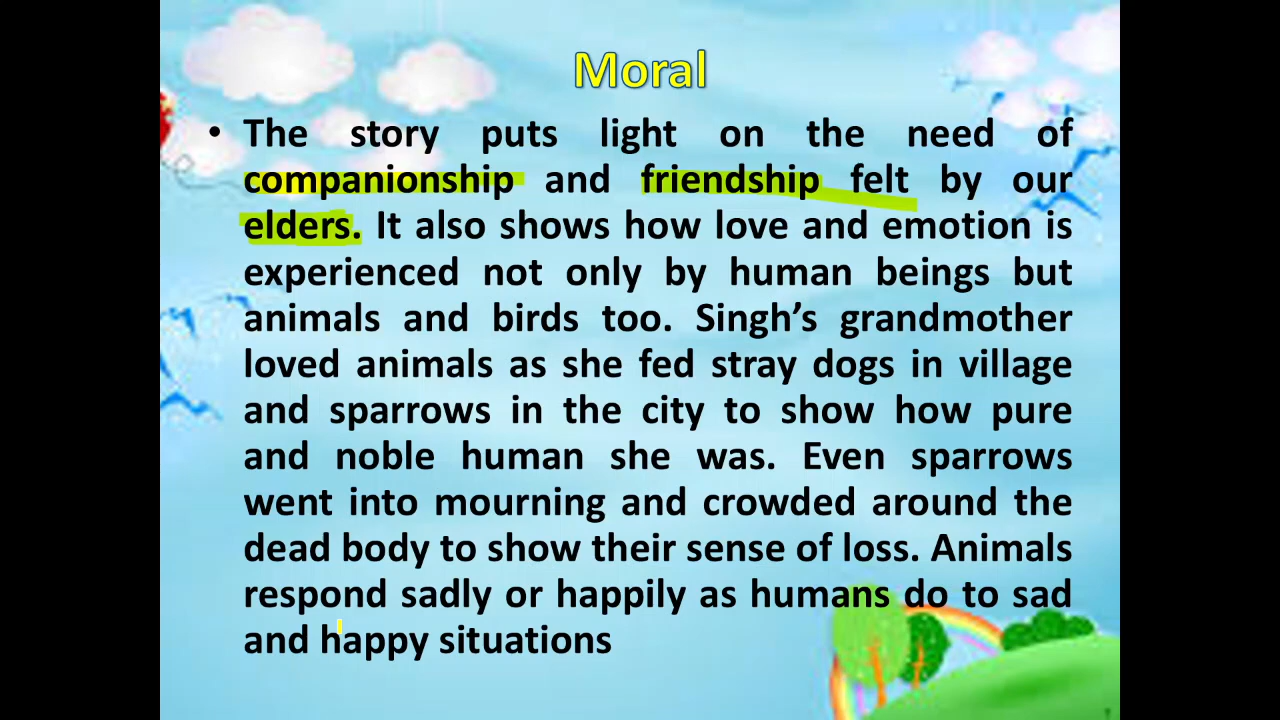 Moral
• The story puts light on the need of
companionship and friendship felt by our
elders. It also shows how love and emotion is
experienced not only by human beings but
animals and birds too. Singh’s grandmother
loved animals as she fed stray dogs in village
and sparrows in the city to show how pure
and noble human she was. Even sparrows
went into mourning and crowded around the
dead body to show their sense of loss. Animals
respond sadly or happily as humans do to sad
and happy situations